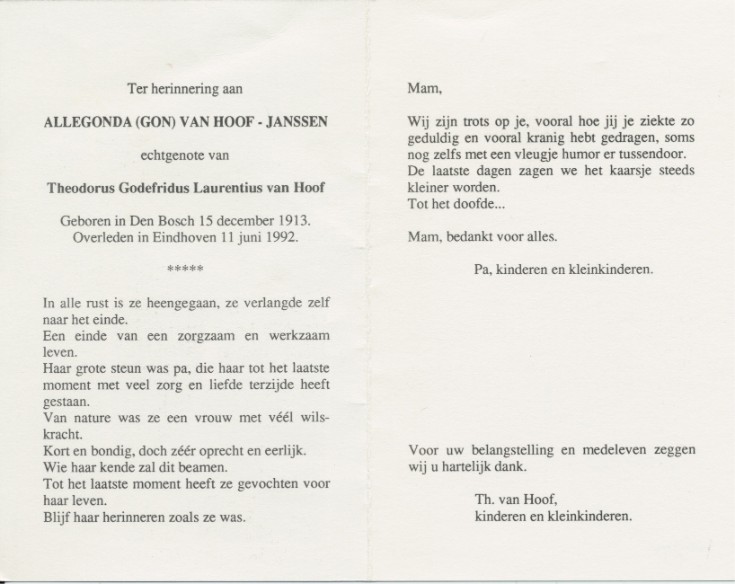 Ter herinnering aan
ALLEGONDA (GON) VAN HOOF - JANSSEN
echtgenote van
Theodorus Godefridus Laurentius van Hoof
Geboren in Den Bosch 15 december 1913.
Overleden in Eindhoven 11 juni 1992.
*****
In alle rust is ze heengegaan, ze verlangde zelf
naar het einde.
Een einde van een zorgzaam en werkzaam
leven.
Haar grote steun was pa, die haar tot het laatste
moment met veel zorg en liefde terzijde heeft
gestaan.
Van nature was ze een vrouw met véél wils-
kracht.
Kort en bondig, doch zéér oprecht en eerlijk.
Wie haar kende zal dit beamen.
Tot het laatste moment heeft ze gevochten voor
haar leven.
Blijf haar herinneren zoals ze was.
Mam,
Wij zijn trots op je, vooral hoe jij je ziekte zo
geduldig en vooral kranig hebt gedragen, soms
nog zelfs met een vleugje humor er tussendoor.
De laatste dagen zagen we het kaarsje steeds
kleiner worden.
Tot het doofde...
Mam, bedankt voor alles.
Pa, kinderen en kleinkinderen.
Voor uw belangstelling en medeleven zeggen
wij u hartelijk dank.
Th. van Hoof,
kinderen en kleinkinderen.